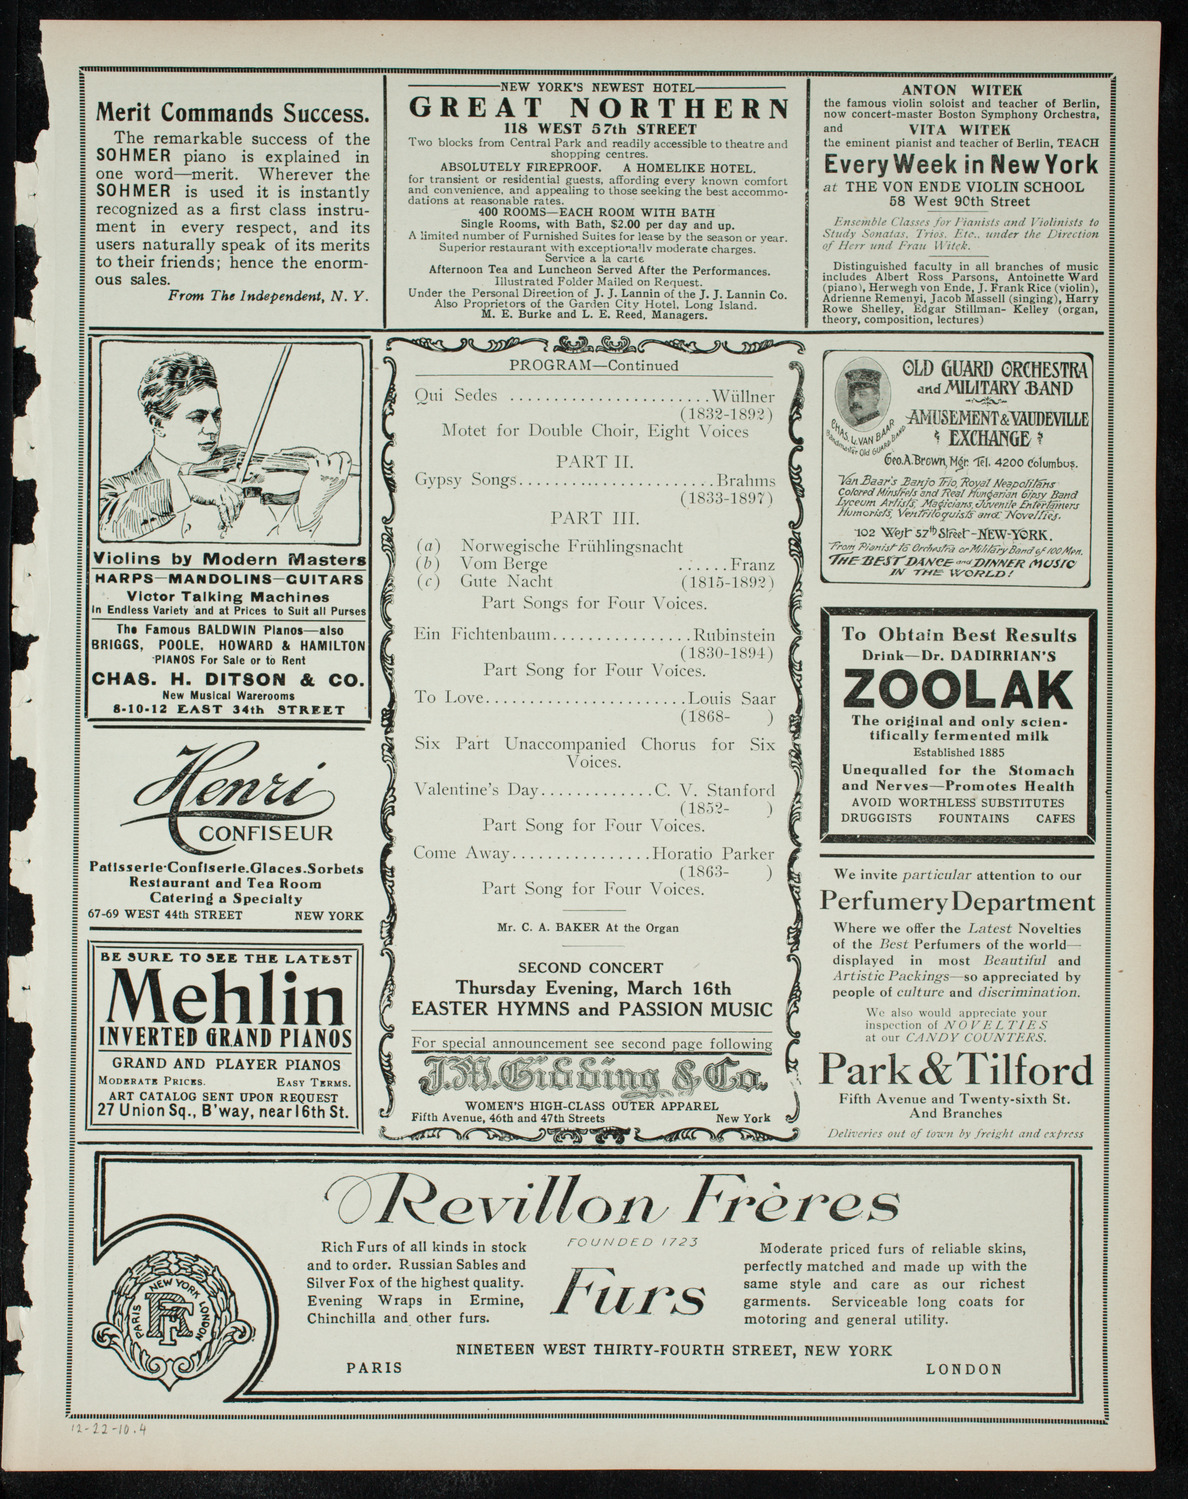 Merit Commands Success.
The remarkable success of the
SOHMER piano is explained in
one word—merit. Wherever the
SOHMER is used it is instantly
recognized as a first class instru-
ment in every respect, and its
users naturally speak of its merits
to their friends; hence the enorm-
ous sales.
From The Independent, N. Y.
NEW YORK'S NEWEST HOTEL
GREAT NORTHERN
118 WEST 57th STREET
Two blocks from Central Park and readily accessible to theatre and
shopping centres.
ABSOLUTELY FIREPROOF. A HOMELIKE HOTEL.
for transient or residential guests, affording every known comfort
and convenience, and appealing to those seeking the best accommo-
dations at reasonable rates.
400 ROOMS—EACH ROOM WITH BATH
Single Rooms, with Bath, $2.00 per day and up.
A limited number of Furnished Suites for lease by the season or year.
Superior restaurant with exceptionally moderate charges.
Service a la carte
Afternoon Tea and Luncheon Served After the Performances.
Illustrated Folder Mailed on Request.
Under the Personal Direction of J. J. Lannin of the J. J. Lannin Co.
Also Proprietors of the Garden City Hotel, Long Island.
M. E. Burke and L. E. Reed, Managers.
ANTON WITEK
the famous violin soloist and teacher of Berlin,
now concert-master Boston Symphony Orchestra,
and VITA WITEK
the eminent pianist and teacher of Berlin, TEACH
Every Week in New York
at THE VON ENDE VIOLIN SCHOOL
58 West 90th Street
Ensemble Classes for Pianists and Violinists to
Study Sonatas, Trios, Etc., under the Direction
of Herr und Frau Witek.
Distinguished faculty in all branches of music
includes Albert Ross Parsons, Antoinette Ward
(piano), Herwegh von Ende, J. Frank Rice (violin),
Adrienne Remenyi, Jacob Massell (singing), Harry
Rowe Shelley, Edgar Stillman- Kelley (organ,
theory, composition, lectures)
Violins by Modern Masters
HARPS—MANDOLINS—GUITARS
Victor Talking Machines
In Endless Variety and at Prices to Suit all Purses
The Famous BALDWIN Pianos—also
BRIGGS, POOLE, HOWARD & HAMILTON
PIANOS For Sale or to Rent
CHAS. H. DITSON & CO.
New Musical Warerooms
8-10-12 EAST 34th STREET
Henri
CONFISEUR
Patisserie-Confiserie.Glaces.Sorbets
Restaurant and Tea Room
Catering a Specialty
67-69 WEST 44th STREET NEW YORK
BE SURE TO SEE THE LATEST
Mehlin
INVERTED GRAND PIANOS
GRAND AND PLAYER PIANOS
MODERATE PRICES. EASY TERMS.
ART CATALOG SENT UPON REQUEST
27 Union Sq., B'way, near 16th St.
PROGRAM—Continued
Qui Sedes .......................Wüllner
(1832-1892)
Motet for Double Choir, Eight Voices
PART II.
Gypsy Songs.......................Brahms
(1833-1897)
PART III.
(a) Norwegische Frühlingsnacht
(b) Vom Berge ......Franz
(c) Gute Nacht (1815-1892)
Part Songs for Four Voices.
Ein Fichtenbaum................Rubinstein
(1830-1894)
Part Song for Four Voices.
To Love.......................Louis Saar
(1868- )
Six Part Unaccompanied Chorus for Six
Voices.
Valentine's Day.............C. V. Stanford
(1852- )
Part Song for Four Voices.
Come Away................Horatio Parker
(1863- )
Part Song for Four Voices.
Mr. C. A. BAKER At the Organ
SECOND CONCERT
Thursday Evening, March 16th
EASTER HYMNS and PASSION MUSIC
For special announcement see second page following
J.M. Gidding & Co.
WOMEN'S HIGH-CLASS OUTER APPAREL
Fifth Avenue, 46th and 47th Streets New York
OLD GUARD ORCHESTRA
and MILITARY BAND
AMUSEMENT & VAUDEVILLE
EXCHANGE
CHAS. L. VAN BAAR
Bandmaster Old Guard Band
Geo. A. Brown, Mgr. Tel. 4200 Columbus.
Van Baar's Banjo Trio, Royal Neapolitans
Colored Minstrels and Real Hungarian Gipsy Band
Lyceum Artists, Magicians, Juvenile Entertainers
Humorists, Ventriloquists and Novelties.
102 West 57th Street - NEW-YORK.
From Pianist to Orchestra or Military Band of 100 Men.
THE BEST DANCE and DINNER MUSIC
IN THE WORLD!
To Obtain Best Results
Drink—Dr. DADIRRIAN'S
ZOOLAK
The original and only scien-
tifically fermented milk
Established 1885
Unequalled for the Stomach
and Nerves—Promotes Health
AVOID WORTHLESS SUBSTITUTES
DRUGGISTS FOUNTAINS CAFES
We invite particular attention to our
Perfumery Department
Where we offer the Latest Novelties
of the Best Perfumers of the world—
displayed in most Beautiful and
Artistic Packings—so appreciated by
people of culture and discrimination.
We also would appreciate your
inspection of NOVELTIES
at our CANDY COUNTERS.
Park & Tilford
Fifth Avenue and Twenty-sixth St.
And Branches
Deliveries out of town by freight and express
Revillon Frères
FOUNDED 1723
Furs
Rich Furs of all kinds in stock
and to order. Russian Sables and
Silver Fox of the highest quality.
Evening Wraps in Ermine,
Chinchilla and other furs.
Moderate priced furs of reliable skins,
perfectly matched and made up with the
same style and care as our richest
garments. Serviceable long coats for
motoring and general utility.
NINETEEN WEST THIRTY-FOURTH STREET, NEW YORK
PARIS LONDON
PARIS NEW YORK LONDON
RF
12-22-10.4